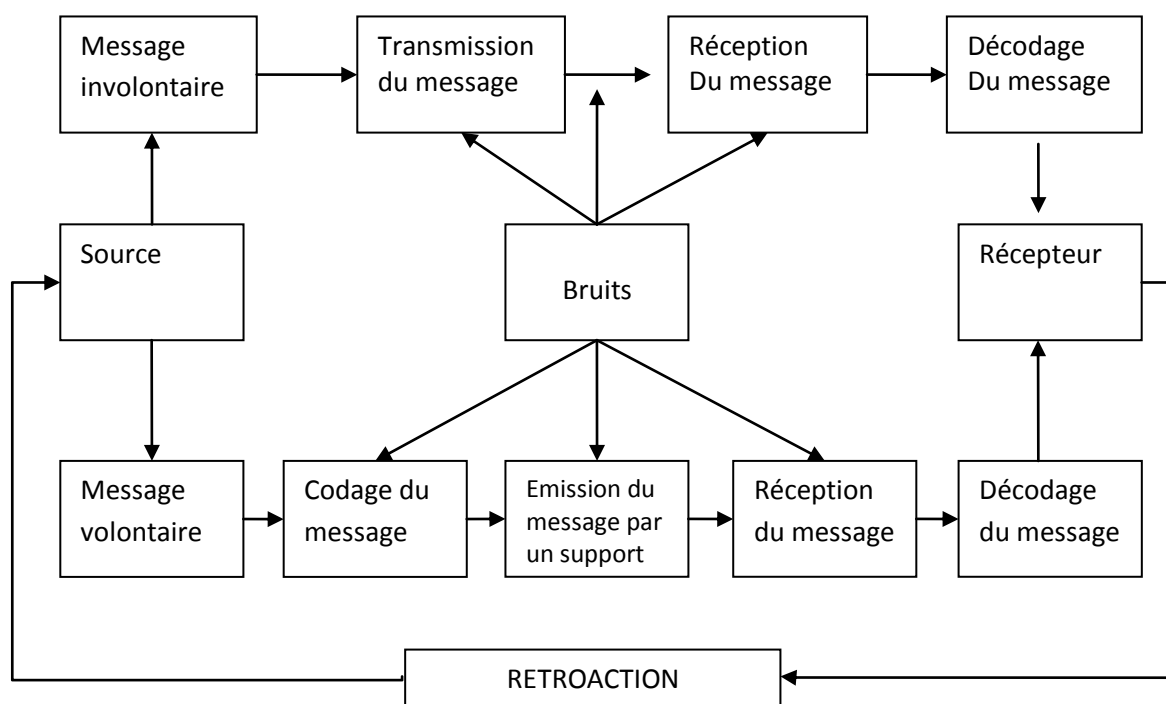 Message
involontaire
Transmission
du message
Réception
Du message
Décodage
Du message
Source
Bruits
Récepteur
Message
volontaire
Codage du
message
Emission du
message par
un support
Réception
du message
Décodage
du message
RETROACTION